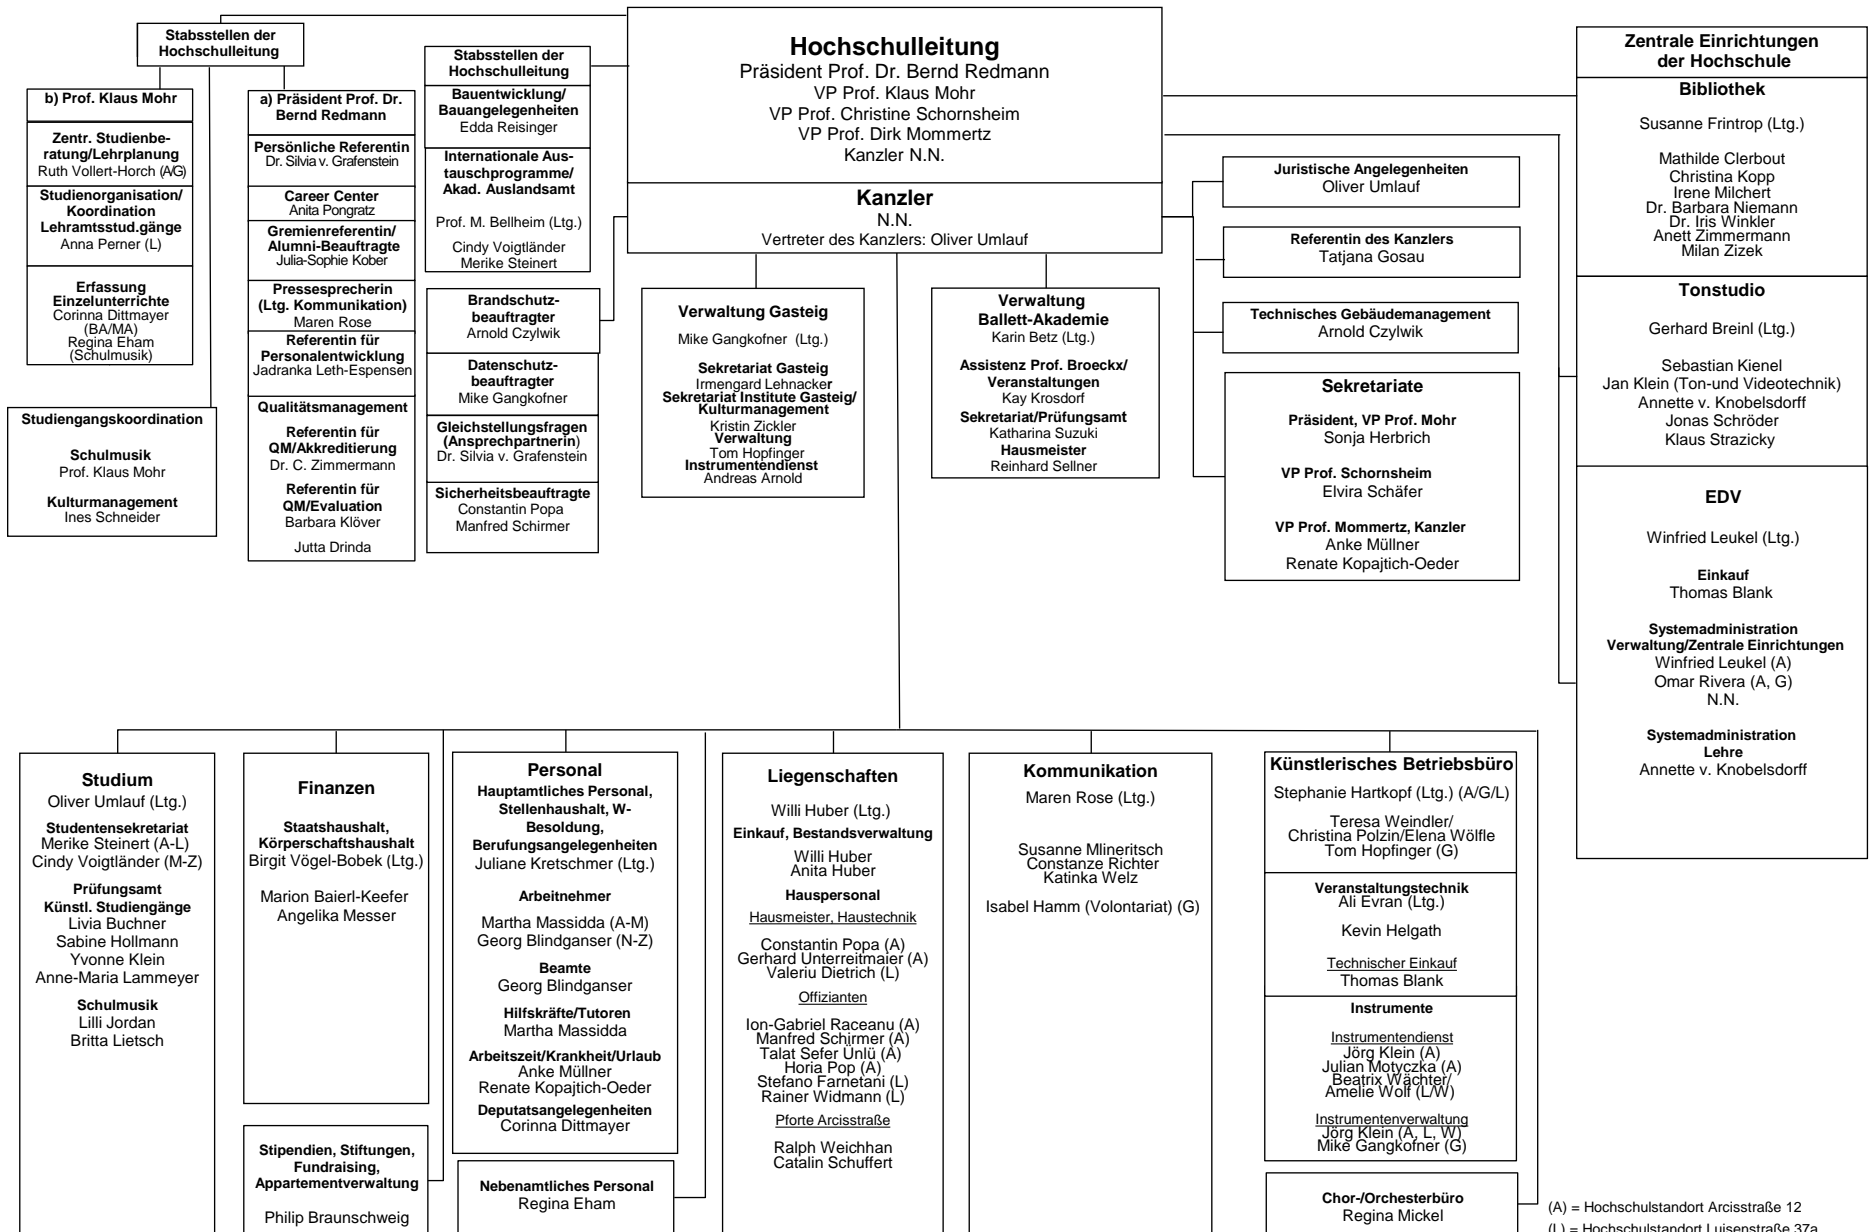 Stabsstellen der
Hochschulleitung
b) Prof. Klaus Mohr
Zentr. Studienbe-
ratung/Lehrplanung
Ruth Vollert-Horch (A/G)
Studienorganisation/
Koordination
Lehramtsstud.gänge
Anna Perner (L)
Erfassung
Einzelunterrichte
Corinna Dittmayer
(BA/MA)
Regina Eham
(Schulmusik)
Studiengangskoordination
Schulmusik
Prof. Klaus Mohr
Kulturmanagement
Ines Schneider
a) Präsident Prof. Dr.
Bernd Redmann
Persönliche Referentin
Dr. Silvia v. Grafenstein
Career Center
Anita Pongratz
Gremienreferentin/
Alumni-Beauftragte
Julia-Sophie Kober
Pressesprecherin
(Ltg. Kommunikation)
Maren Rose
Referentin für
Personalentwicklung
Jadranka Leth-Espensen
Qualitätsmanagement
Referentin für
QM/Akkreditierung
Dr. C. Zimmermann
Referentin für
QM/Evaluation
Barbara Klöver
Jutta Drinda
Stabsstellen der
Hochschulleitung
Bauentwicklung/
Bauangelegenheiten
Edda Reisinger
Internationale Aus-
tauschprogramme/
Akad. Auslandsamt
Prof. M. Bellheim (Ltg.)
Cindy Voigtländer
Merike Steinert
Brandschutz-
beauftragter
Arnold Czylwik
Datenschutz-
beauftragter
Mike Gangkofner
Gleichstellungsfragen
(Ansprechpartnerin)
Dr. Silvia v. Grafenstein
Sicherheitsbeauftragte
Constantin Popa
Manfred Schirmer
Hochschulleitung
Präsident Prof. Dr. Bernd Redmann
VP Prof. Klaus Mohr
VP Prof. Christine Schornsheim
VP Prof. Dirk Mommertz
Kanzler N.N.
Kanzler
N.N.
Vertreter des Kanzlers: Oliver Umlauf
Verwaltung Gasteig
Mike Gangkofner (Ltg.)
Sekretariat Gasteig
Irmengard Lehnacker
Sekretariat Institute Gasteig/
Kulturmanagement
Kristin Zickler
Verwaltung
Tom Hopfinger
Instrumentendienst
Andreas Arnold
Verwaltung
Ballett-Akademie
Karin Betz (Ltg.)
Assistenz Prof. Broeckx/
Veranstaltungen
Kay Krosdorf
Sekretariat/Prüfungsamt
Katharina Suzuki
Hausmeister
Reinhard Sellner
Juristische Angelegenheiten
Oliver Umlauf
Referentin des Kanzlers
Tatjana Gosau
Technisches Gebäudemanagement
Arnold Czylwik
Sekretariate
Präsident, VP Prof. Mohr
Sonja Herbrich
VP Prof. Schornsheim
Elvira Schäfer
VP Prof. Mommertz, Kanzler
Anke Müllner
Renate Kopajtich-Oeder
Zentrale Einrichtungen
der Hochschule
Bibliothek
Susanne Frintrop (Ltg.)
Mathilde Clerbout
Christina Kopp
Irene Milchert
Dr. Barbara Niemann
Dr. Iris Winkler
Anett Zimmermann
Milan Zizek
Tonstudio
Gerhard Breinl (Ltg.)
Sebastian Kienel
Jan Klein (Ton-und Videotechnik)
Annette v. Knobelsdorff
Jonas Schröder
Klaus Strazicky
EDV
Winfried Leukel (Ltg.)
Einkauf
Thomas Blank
Systemadministration
Verwaltung/Zentrale Einrichtungen
Winfried Leukel (A)
Omar Rivera (A, G)
N.N.
Systemadministration
Lehre
Annette v. Knobelsdorff
Studium
Oliver Umlauf (Ltg.)
Studentensekretariat
Merike Steinert (A-L)
Cindy Voigtländer (M-Z)
Prüfungsamt
Künstl. Studiengänge
Livia Buchner
Sabine Hollmann
Yvonne Klein
Anne-Maria Lammeyer
Schulmusik
Lilli Jordan
Britta Lietsch
Finanzen
Staatshaushalt,
Körperschaftshaushalt
Birgit Vögel-Bobek (Ltg.)
Marion Baierl-Keefer
Angelika Messer
Stipendien, Stiftungen,
Fundraising,
Appartementverwaltung
Philip Braunschweig
Personal
Hauptamtliches Personal,
Stellenhaushalt, W-
Besoldung,
Berufungsangelegenheiten
Juliane Kretschmer (Ltg.)
Arbeitnehmer
Martha Massidda (A-M)
Georg Blindganser (N-Z)
Beamte
Georg Blindganser
Hilfskräfte/Tutoren
Martha Massidda
Arbeitszeit/Krankheit/Urlaub
Anke Müllner
Renate Kopajtich-Oeder
Deputatsangelegenheiten
Corinna Dittmayer
Nebenamtliches Personal
Regina Eham
Liegenschaften
Willi Huber (Ltg.)
Einkauf, Bestandsverwaltung
Willi Huber
Anita Huber
Hauspersonal
Hausmeister, Haustechnik
Constantin Popa (A)
Gerhard Unterreitmaier (A)
Valeriu Dietrich (L)
Offizianten
Ion-Gabriel Raceanu (A)
Manfred Schirmer (A)
Talat Sefer Ünlü (A)
Horia Pop (A)
Stefano Farnetani (L)
Rainer Widmann (L)
Pforte Arcisstraße
Ralph Weichhan
Catalin Schuffert
Kommunikation
Maren Rose (Ltg.)
Susanne Mlineritsch
Constanze Richter
Katinka Welz
Isabel Hamm (Volontariat) (G)
Künstlerisches Betriebsbüro
Stephanie Hartkopf (Ltg.) (A/G/L)
Teresa Weindler/
Christina Polzin/Elena Wölfle
Tom Hopfinger (G)
Veranstaltungstechnik
Ali Evran (Ltg.)
Kevin Helgath
Technischer Einkauf
Thomas Blank
Instrumente
Instrumentendienst
Jörg Klein (A)
Julian Motyczka (A)
Beatrix Wächter/
Amelie Wolf (L/W)
Instrumentenverwaltung
Jörg Klein (A, L, W)
Mike Gangkofner (G)
Chor-/Orchesterbüro
Regina Mickel
(A) = Hochschulstandort Arcisstraße 12
(L) = Hochschulstandort Luisenstraße 37a